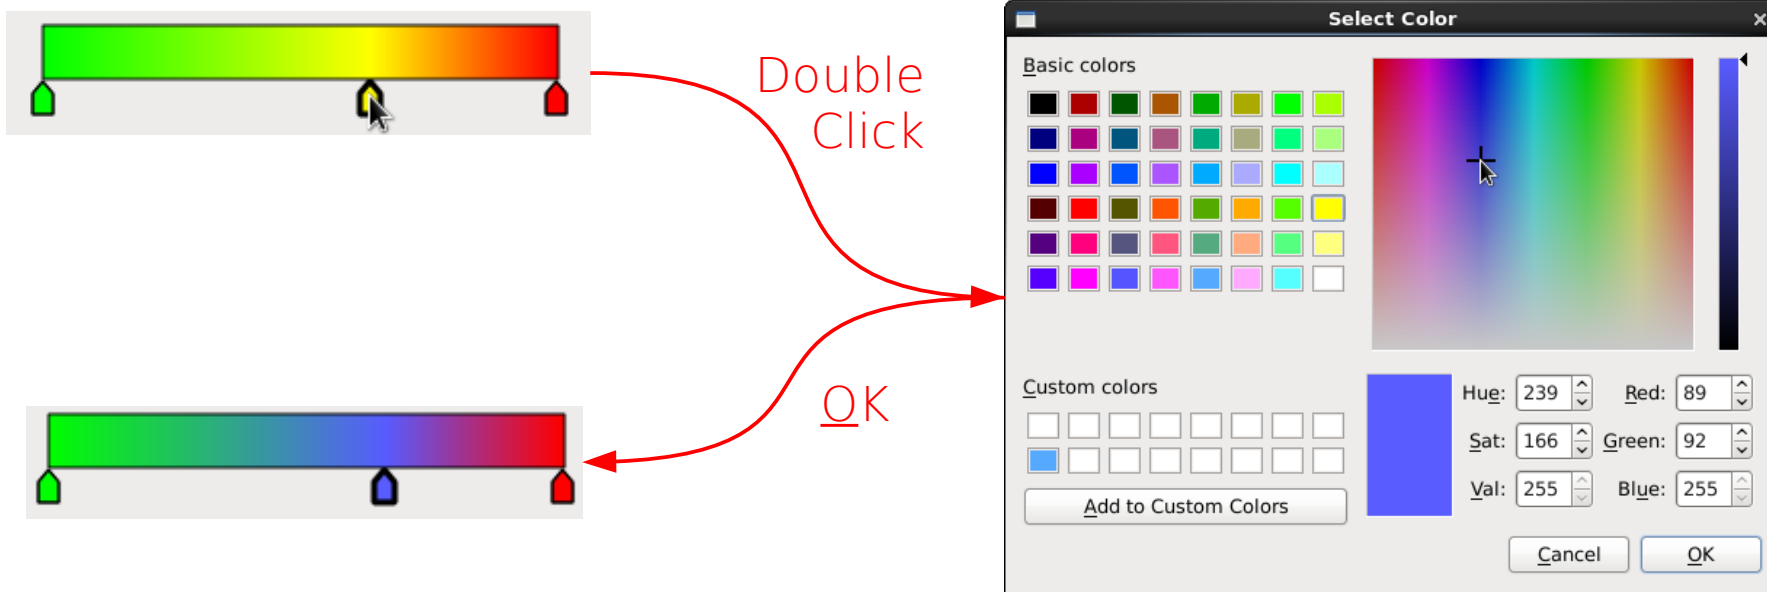 Double
Click
OK
Select Color
Basic colors
Custom colors
Add to Custom Colors
Hue: 239 Red: 89
Sat: 166 Green: 92
Val: 255 Blue: 255
Cancel OK